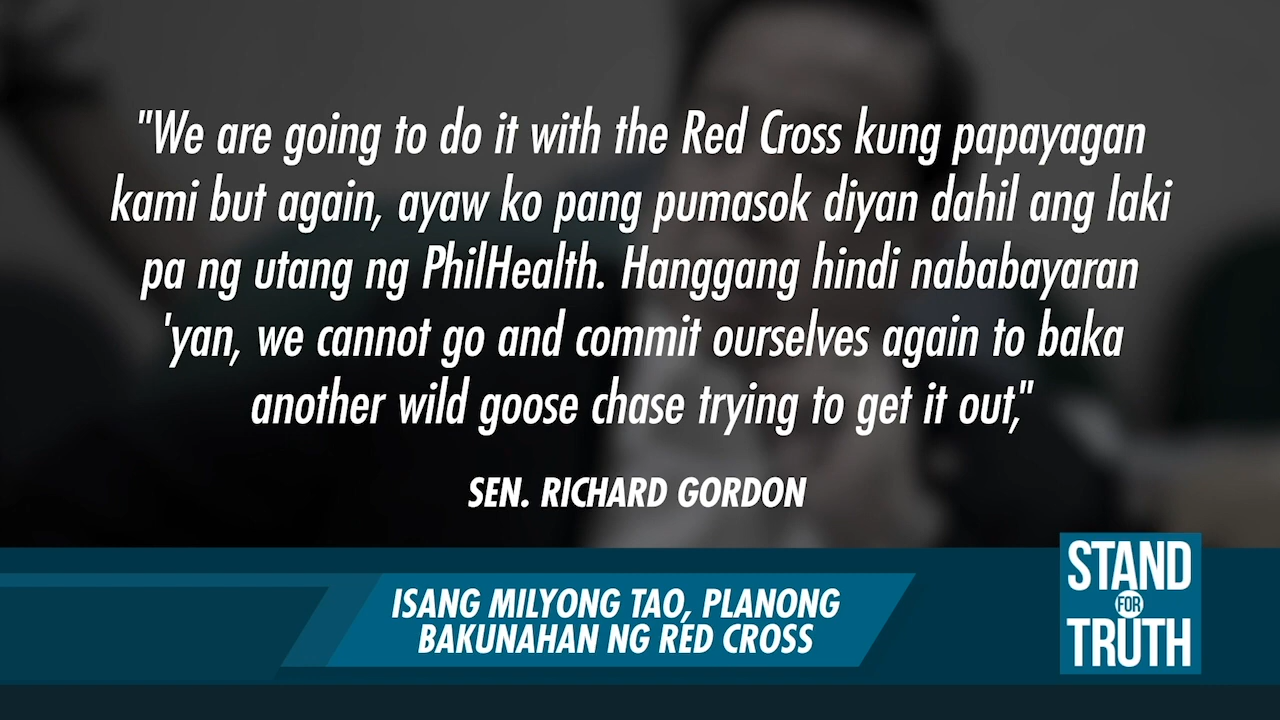 "We are going to do it with the Red Cross kung papayagan
kami but again, ayaw ko pang pumasok diyan dahil ang laki
pa ng utang ng PhilHealth. Hanggang hindi nababayaran
'yan, we cannot go and commit ourselves again to baka
another wild goose chase trying to get it out,"
SEN. RICHARD GORDON
ISANG MILYONG TAO, PLANONG
BAKUNAHAN NG RED CROSS
STAND
FOR
TRUTH